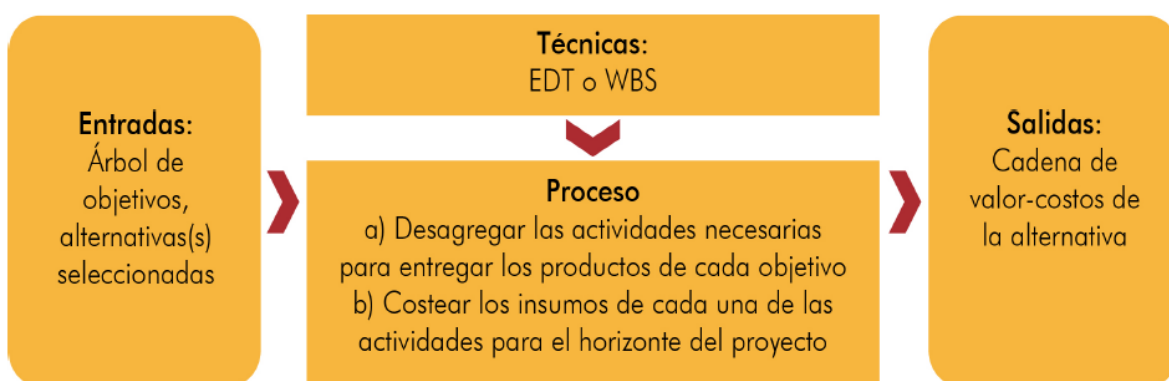 Entradas:
Árbol de
objetivos,
alternativas(s)
seleccionadas
Técnicas:
EDT o WBS
Proceso
a) Desagregar las actividades necesarias
para entregar los productos de cada objetivo
b) Costear los insumos de cada una de las
actividades para el horizonte del proyecto
Salidas:
Cadena de
valor-costos de
la alternativa